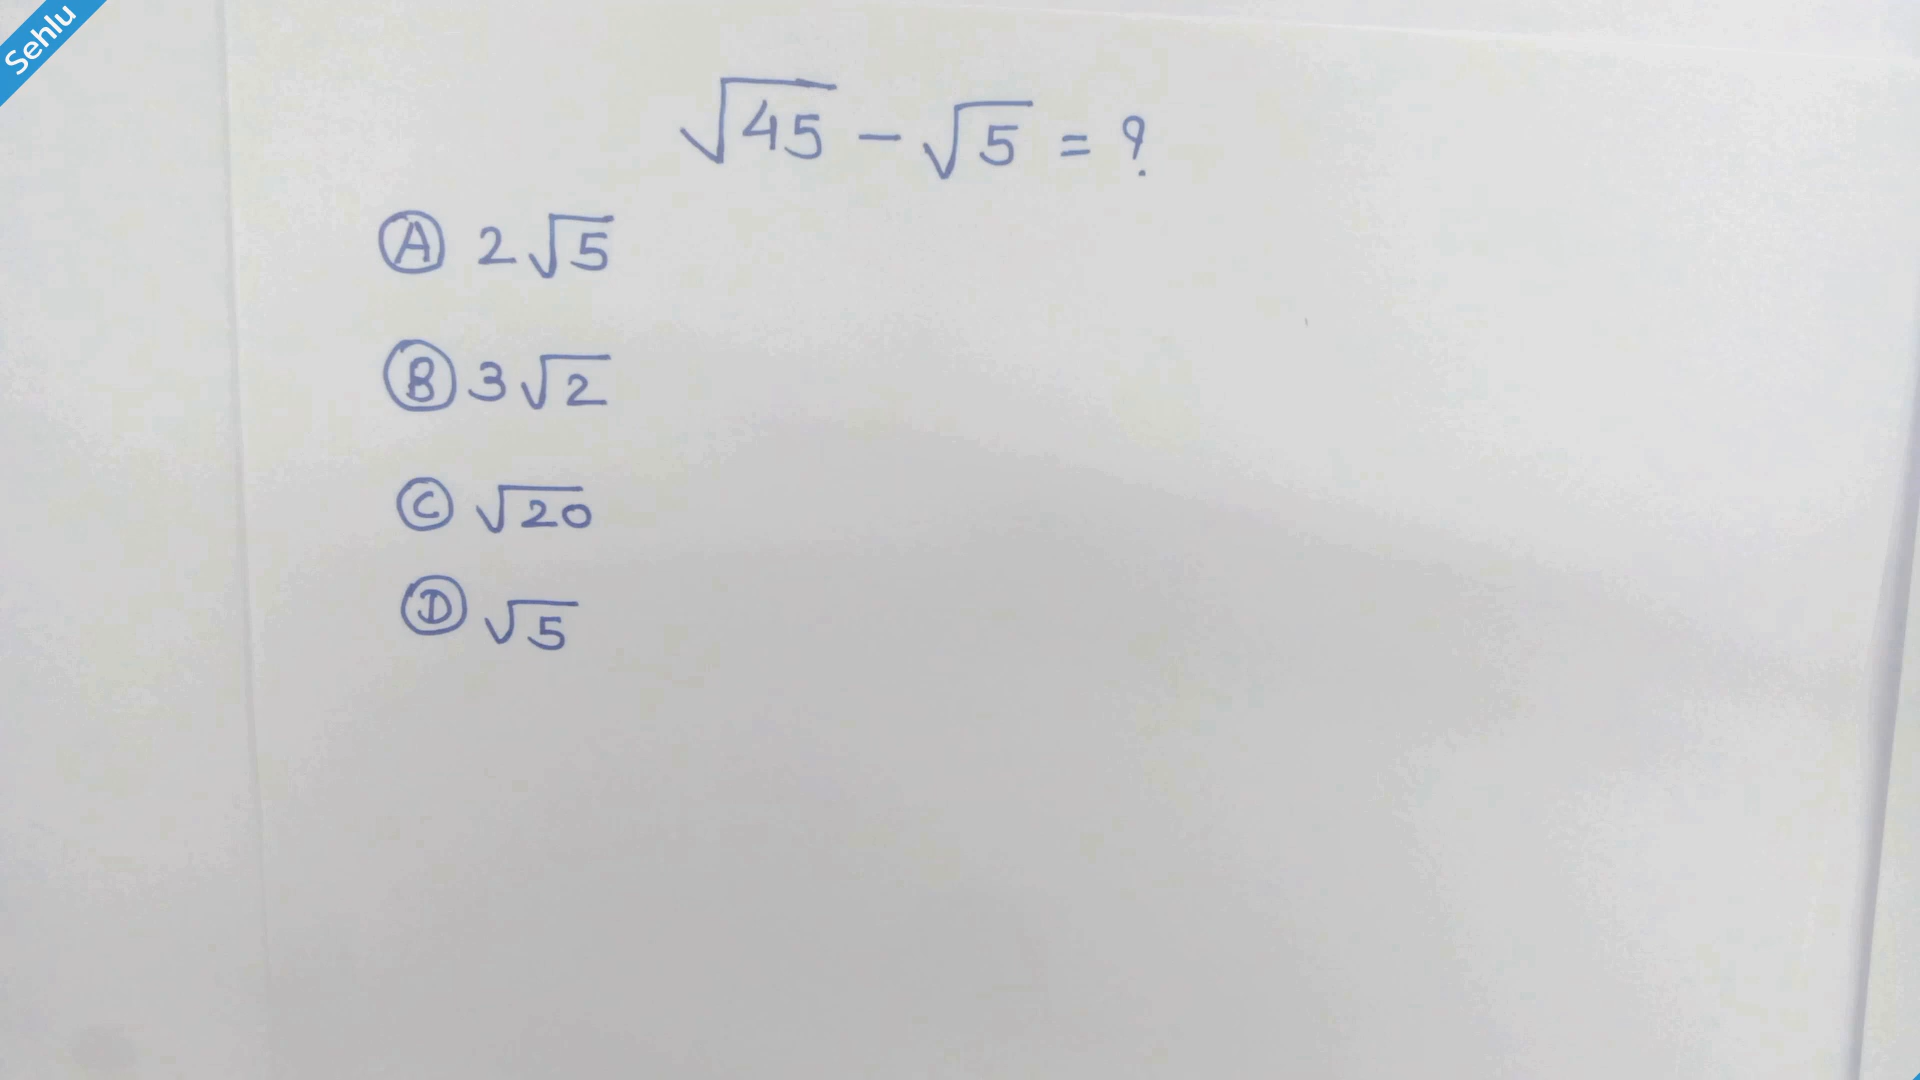 Sehlu
√45 - √5 = ?
Ⓐ 2√5
Ⓑ 3√2
Ⓒ √20
Ⓓ √5